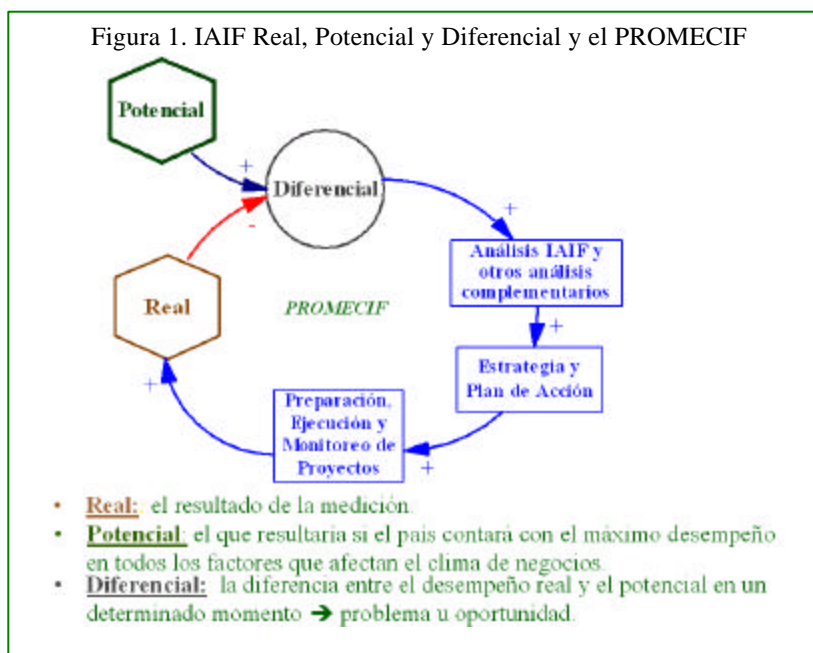 Figura 1. IAIF Real, Potencial y Diferencial y el PROMECIF
Potencial
+
Diferencial
-
+
Análisis IAIF y
otros análisis
complementarios
Real
PROMECIF
+
Estrategia y
Plan de Acción
+
Preparación,
Ejecución y
Monitoreo de
Proyectos
+
• Real: el resultado de la medición.
• Potencial: el que resultaría si el país contará con el máximo desempeño
en todos los factores que afectan el clima de negocios.
• Diferencial: la diferencia entre el desempeño real y el potencial en un
determinado momento ➔ problema u oportunidad.